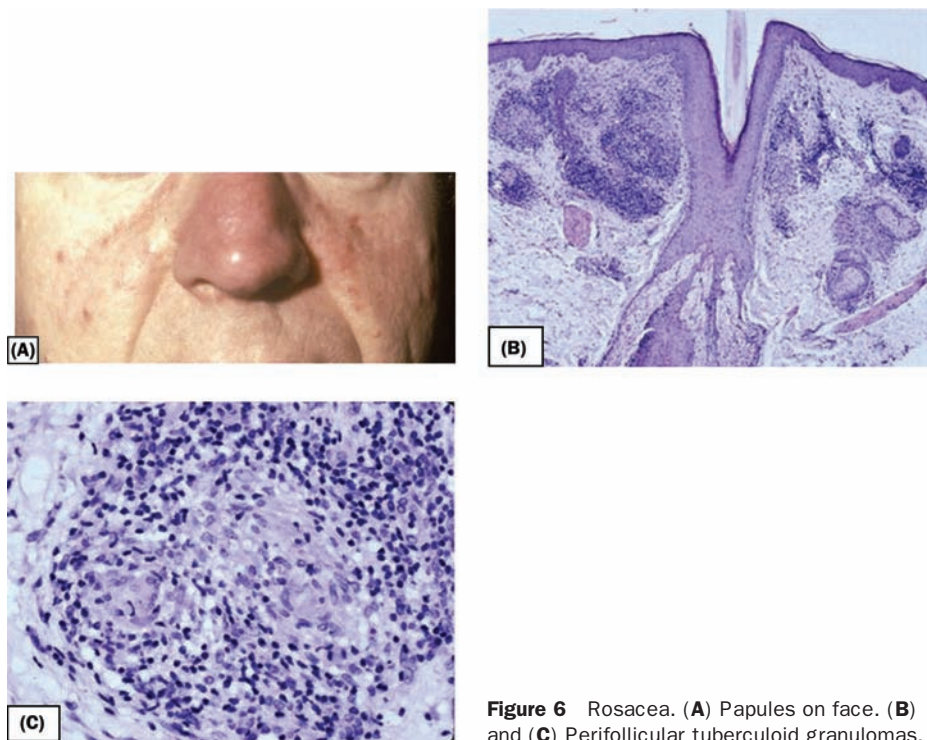 (A)
(B)
(C)
Figure 6 Rosacea. (A) Papules on face. (B)
and (C) Perifollicular tuberculoid granulomas.